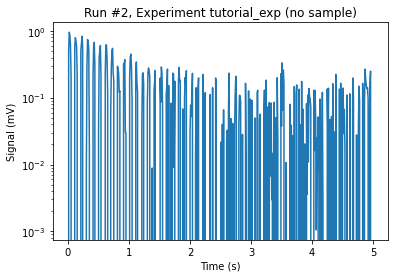 Run #2, Experiment tutorial_exp (no sample)
Signal (mV)
10⁰
10⁻¹
10⁻²
10⁻³
0 1 2 3 4 5
Time (s)